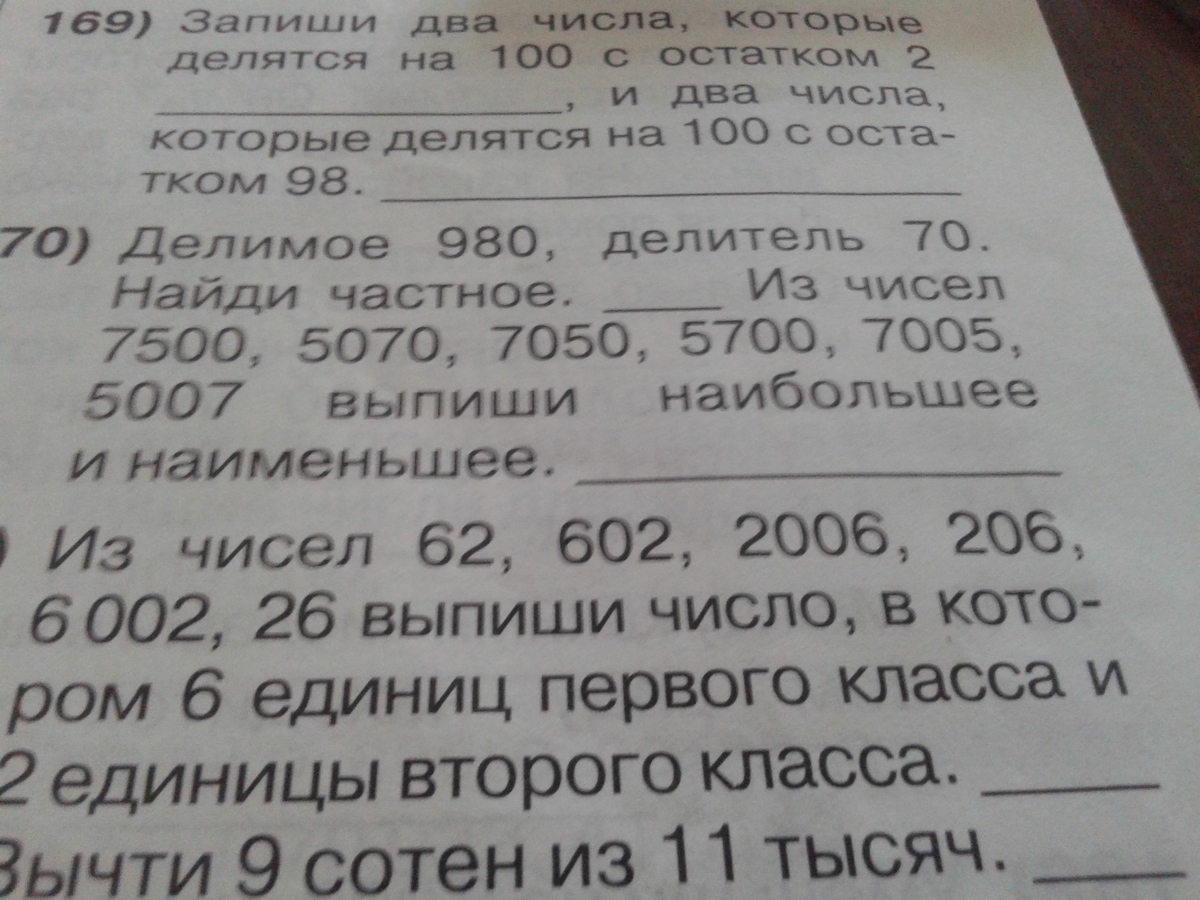 169) Запиши два числа, которые
делятся на 100 с остатком 2
, и два числа,
которые делятся на 100 с оста-
тком 98.
70) Делимое 980, делитель 70.
Найди частное. Из чисел
7500, 5070, 7050, 5700, 7005,
5007 выпиши наибольшее
и наименьшее.
) Из чисел 62, 602, 2006, 206,
6 002, 26 выпиши число, в кото-
ром 6 единиц первого класса и
2 единицы второго класса.
Вычти 9 сотен из 11 тысяч.